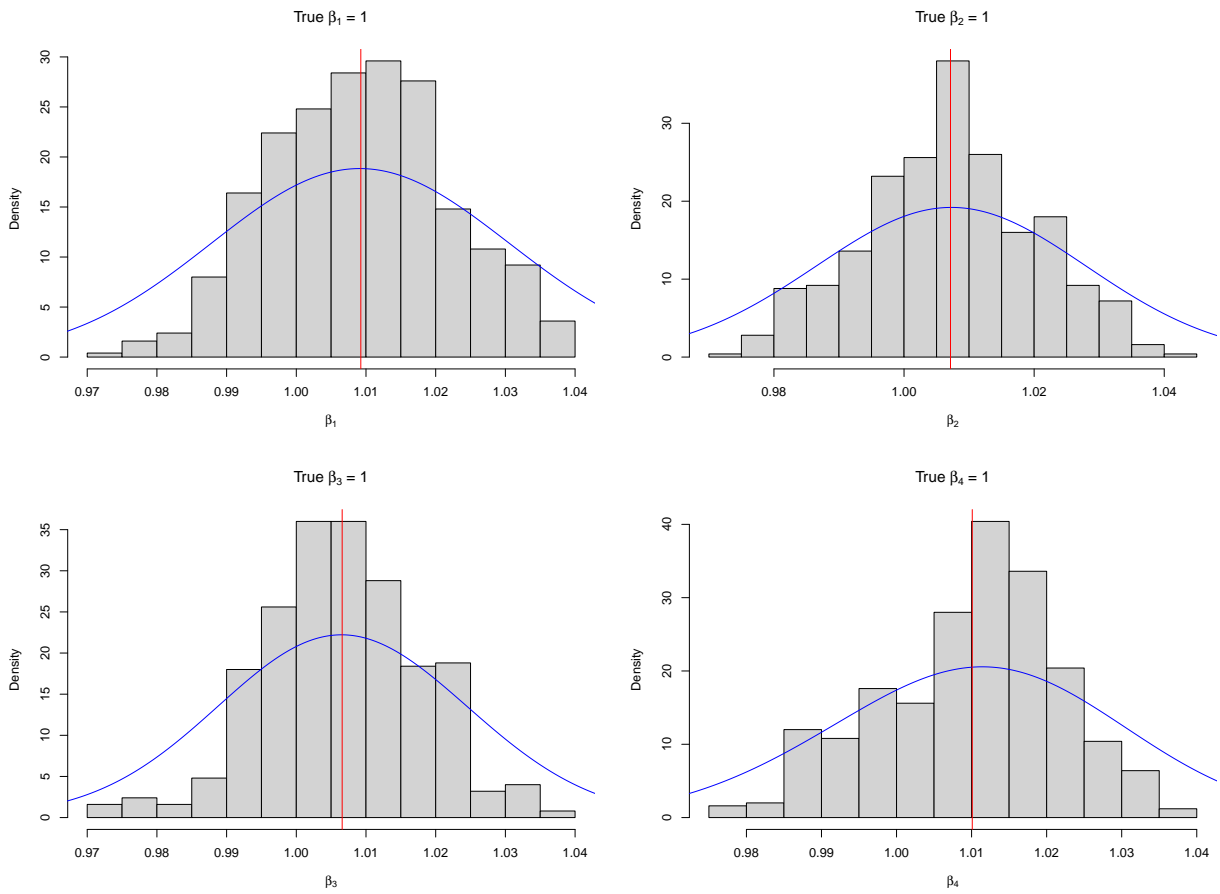 True β₁ = 1
Density
0 5 10 15 20 25 30
0.97 0.98 0.99 1.00 1.01 1.02 1.03 1.04
β₁
True β₂ = 1
Density
0 10 20 30
0.98 1.00 1.02 1.04
β₂
True β₃ = 1
Density
0 5 10 15 20 25 30 35
0.97 0.98 0.99 1.00 1.01 1.02 1.03 1.04
β₃
True β₄ = 1
Density
0 10 20 30 40
0.98 0.99 1.00 1.01 1.02 1.03 1.04
β₄